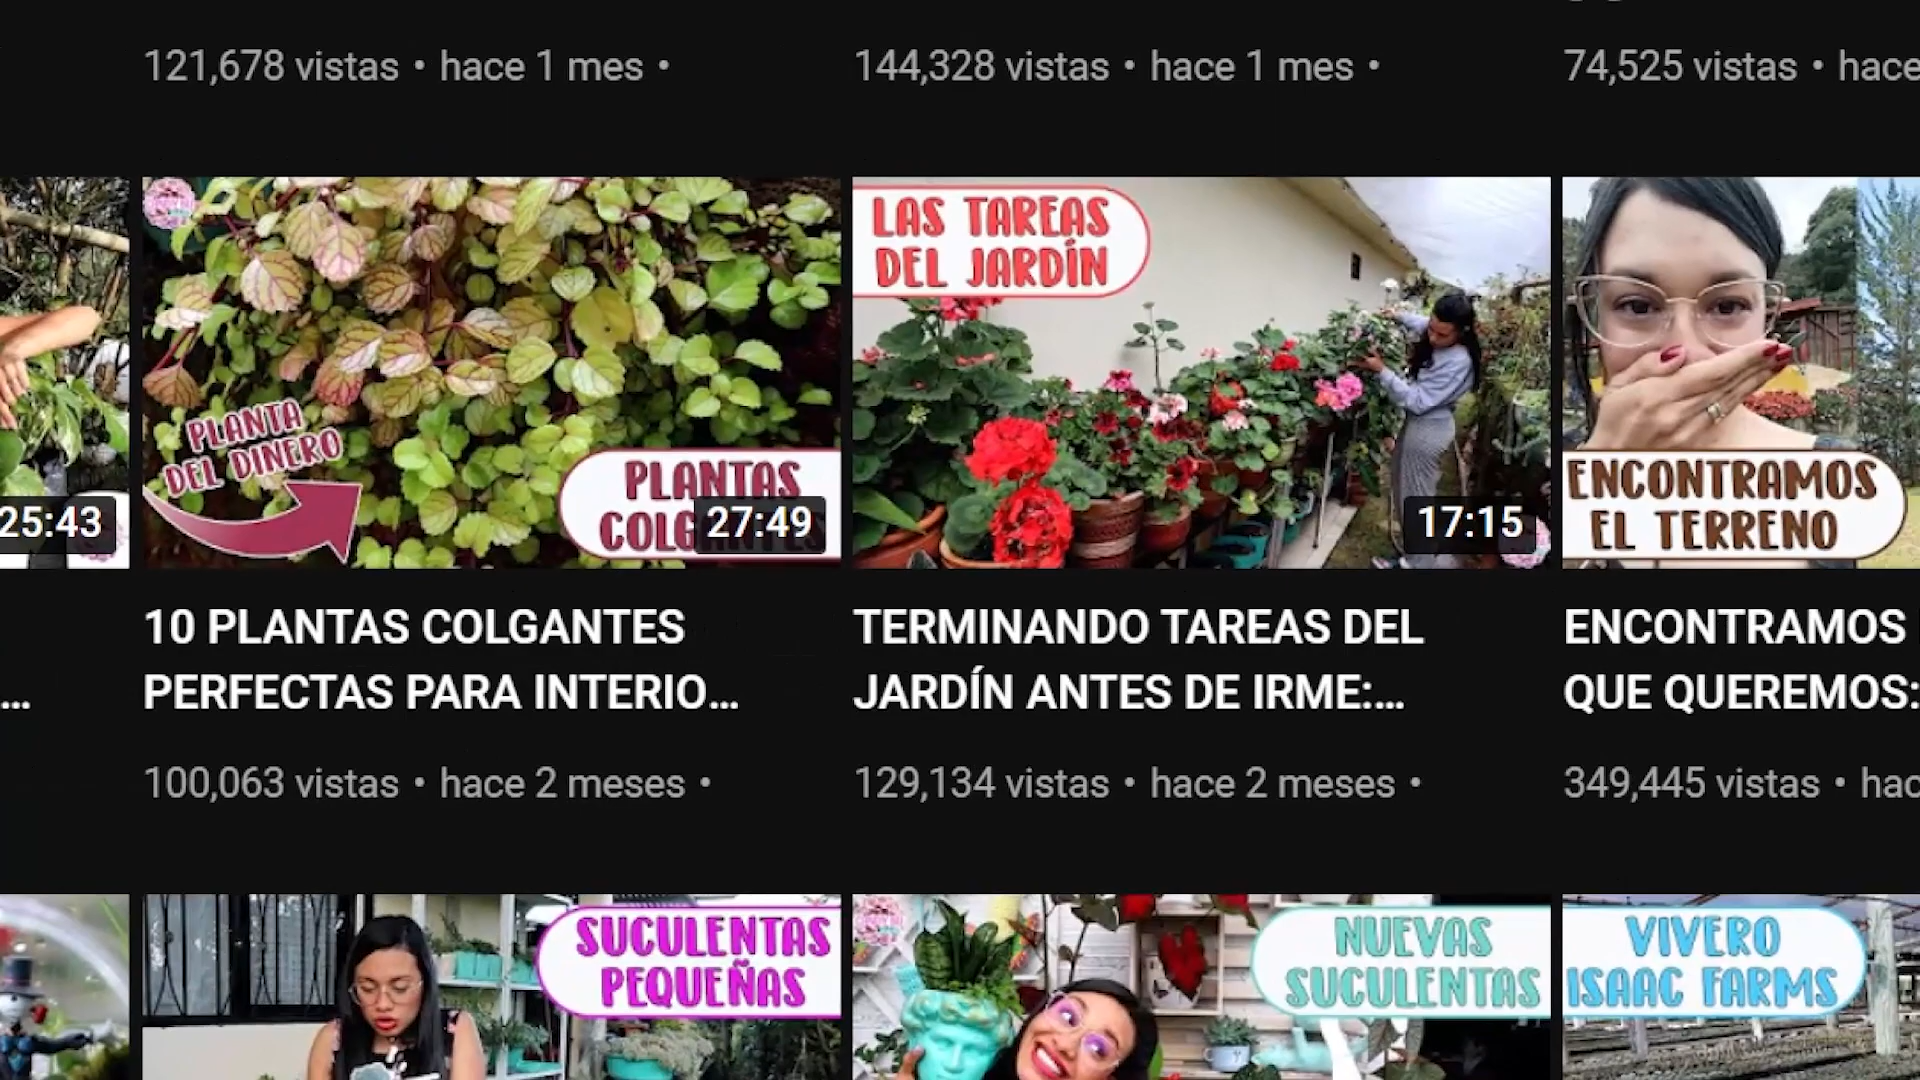 121,678 vistas • hace 1 mes •
144,328 vistas • hace 1 mes •
74,525 vistas • hace
25:43
PLANTA
DEL DINERO
PLANTAS
27:49
LAS TAREAS
DEL JARDÍN
17:15
ENCONTRAMOS
EL TERRENO
...
10 PLANTAS COLGANTES
PERFECTAS PARA INTERIO...
100,063 vistas • hace 2 meses •
TERMINANDO TAREAS DEL
JARDÍN ANTES DE IRME:...
129,134 vistas • hace 2 meses •
ENCONTRAMOS
QUE QUEREMOS:
349,445 vistas • hac
SUCULENTAS
PEQUEÑAS
NUEVAS
SUCULENTAS
VIVERO
ISAAC FARMS